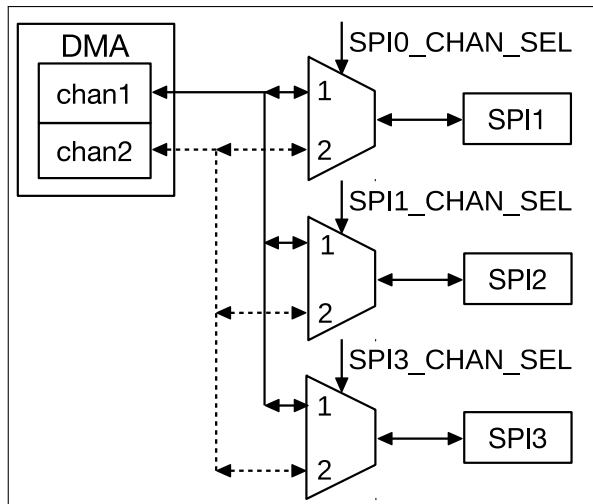 DMA
chan1
chan2
SPI0_CHAN_SEL
1
2
SPI1
SPI1_CHAN_SEL
1
2
SPI2
SPI3_CHAN_SEL
1
2
SPI3